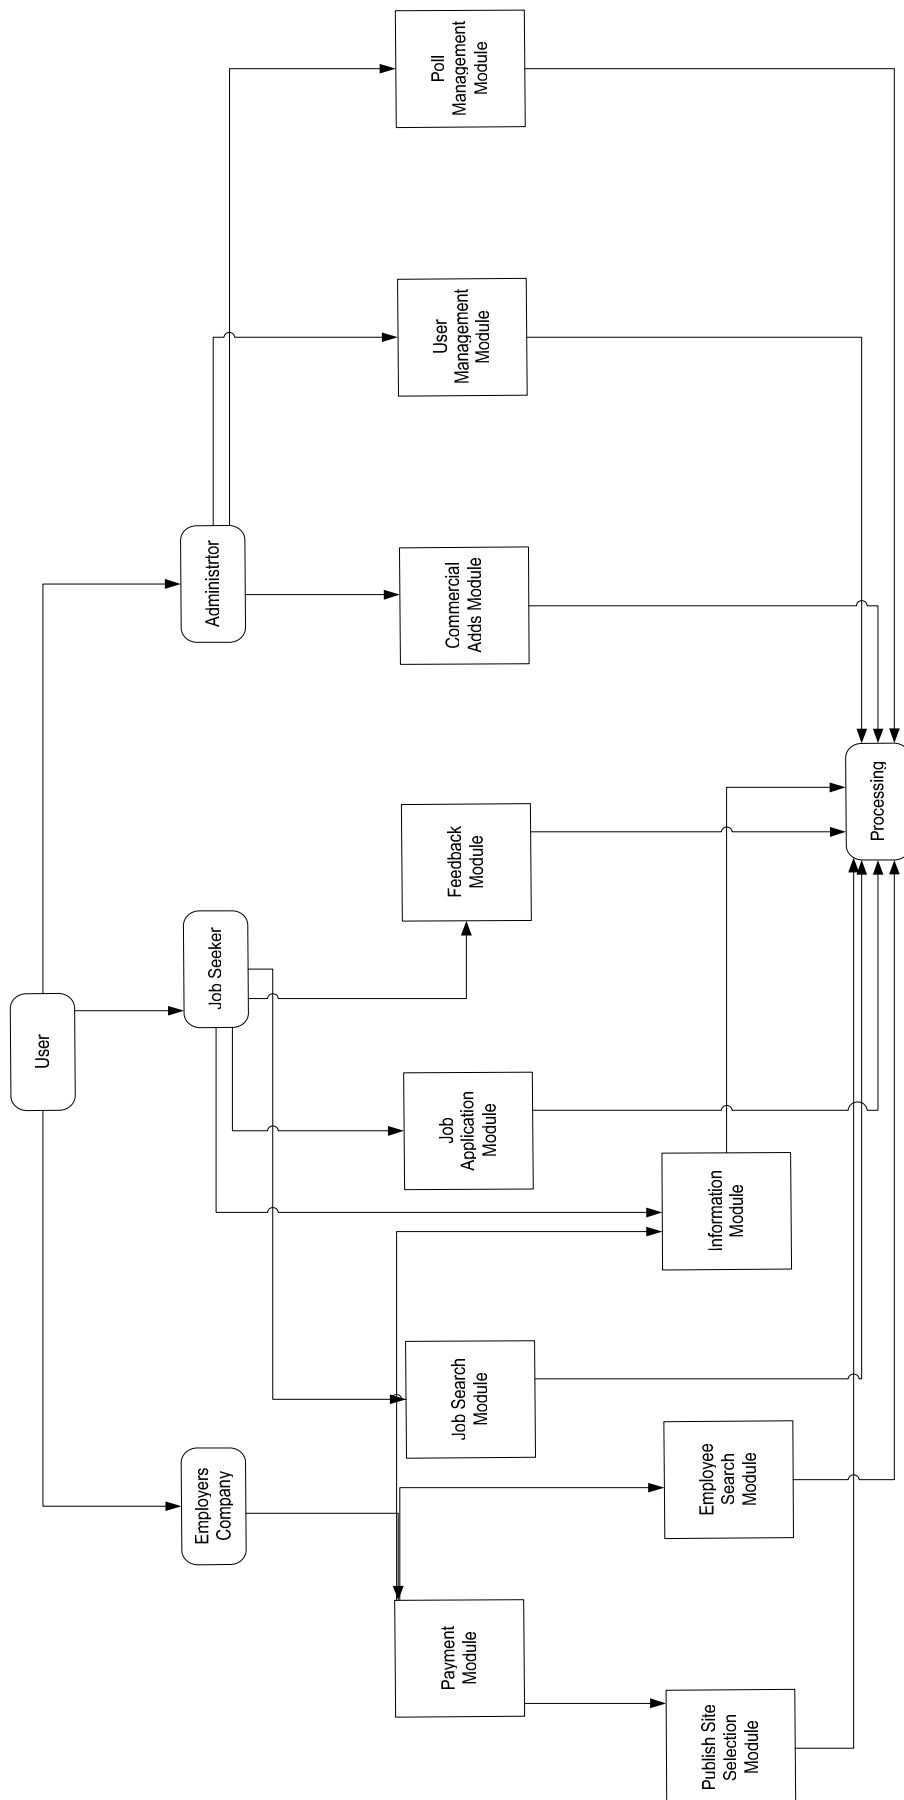 User
Employers
Company
Job Seeker
Administrtor
Payment
Module
Job Search
Module
Job
Application
Module
Feedback
Module
Commercial
Adds Module
User
Management
Module
Poll
Management
Module
Publish Site
Selection
Module
Employee
Search
Module
Information
Module
Processing